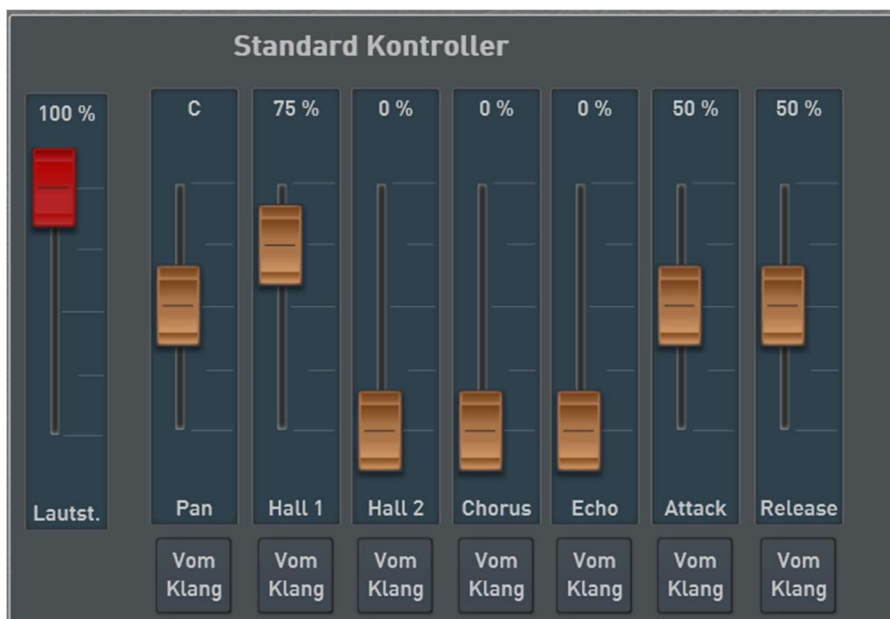 Standard Kontroller
100 %
C
75 %
0 %
0 %
0 %
50 %
50 %
Lautst.
Pan
Hall 1
Hall 2
Chorus
Echo
Attack
Release
Vom
Klang
Vom
Klang
Vom
Klang
Vom
Klang
Vom
Klang
Vom
Klang
Vom
Klang